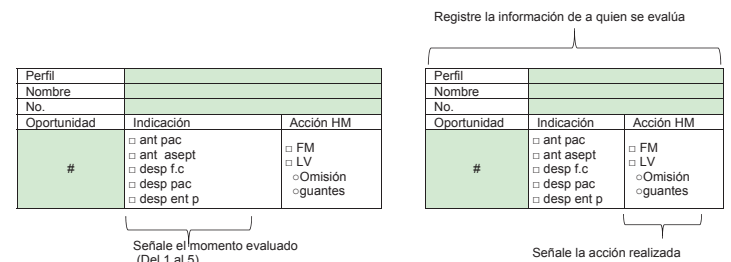 Registre la información de a quien se evalúa
Perfil
Nombre
No.
Oportunidad Indicación Acción HM
#
□ ant pac
□ ant asept
□ desp f.c
□ desp pac
□ desp ent p
□ FM
□ LV
○Omisión
○guantes
Señale el momento evaluado
(Del 1 al 5)
Perfil
Nombre
No.
Oportunidad Indicación Acción HM
#
□ ant pac
□ ant asept
□ desp f.c
□ desp pac
□ desp ent p
□ FM
□ LV
○Omisión
○guantes
Señale la acción realizada